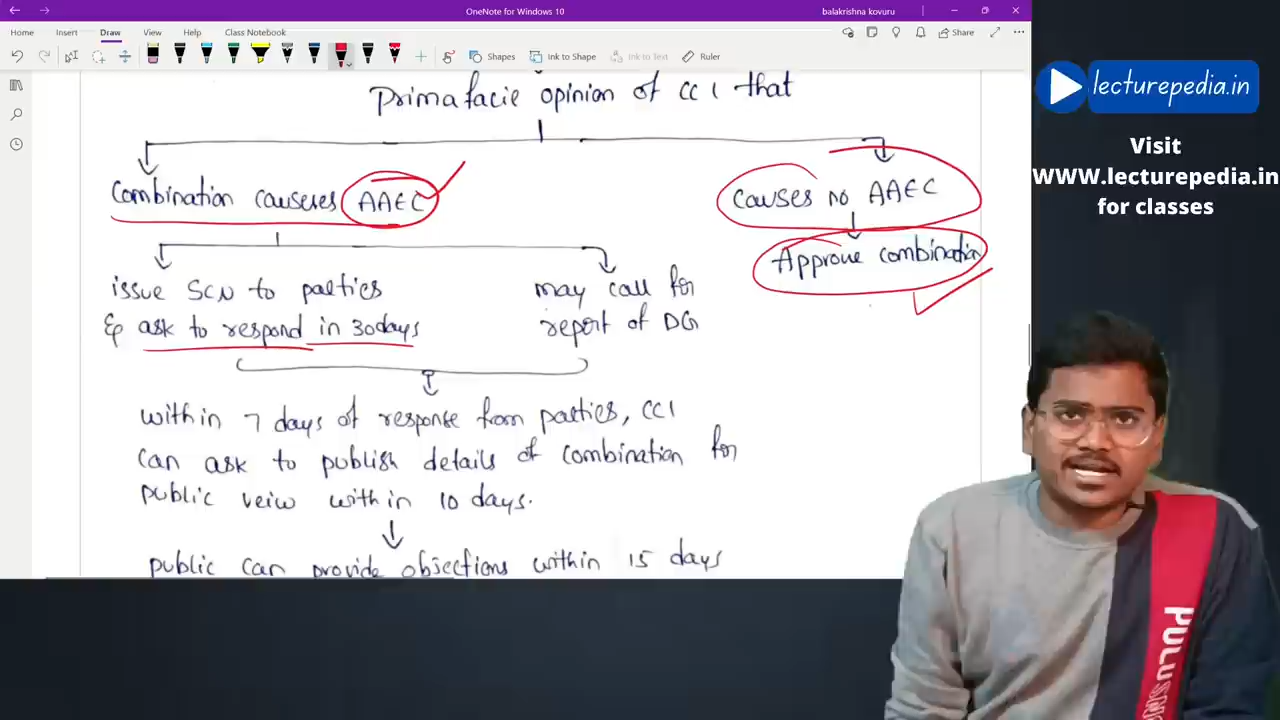 OneNote for Windows 10
balakrishna kovuru
Home Insert Draw View Help Class Notebook
Share
Shapes Ink to Shape Ink to Text Ruler
Primafacie opinion of CCI that
Combination causeres AAEC
Causes no AAEC
Approve combination
issue SCN to parties
& ask to respond in 30days
may call for
report of DG
within 7 days of response from parties, CCI
can ask to publish details of combination for
public veiw within 10 days.
public can provide objections within 15 days
lecturepedia.in
Visit
WWW.lecturepedia.in
for classes